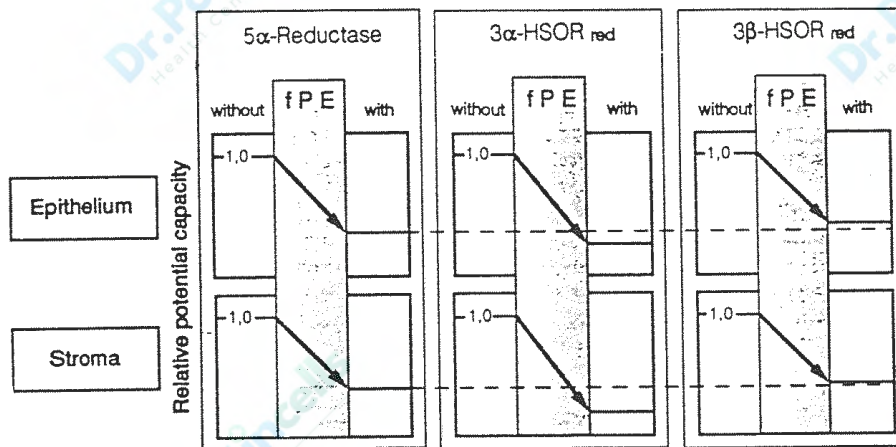 5α-Reductase
3α-HSOR red
3β-HSOR red
without f P E with
without f P E with
without f P E with
Relative potential capacity
Epithelium
1,0
1,0
1,0
Stroma
1,0
1,0
1,0